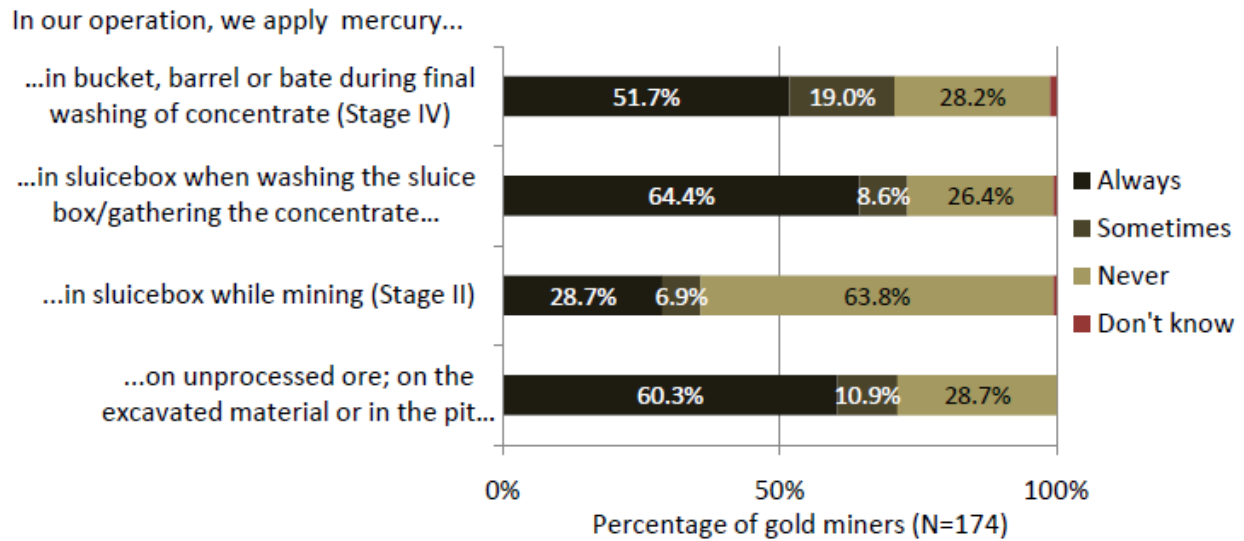 In our operation, we apply mercury...
...in bucket, barrel or bate during final
washing of concentrate (Stage IV)
51.7% 19.0% 28.2%
...in sluicebox when washing the sluice
box/gathering the concentrate...
64.4% 8.6% 26.4%
...in sluicebox while mining (Stage II)
28.7% 6.9% 63.8%
...on unprocessed ore; on the
excavated material or in the pit...
60.3% 10.9% 28.7%
0% 50% 100%
Percentage of gold miners (N=174)
Always
Sometimes
Never
Don't know